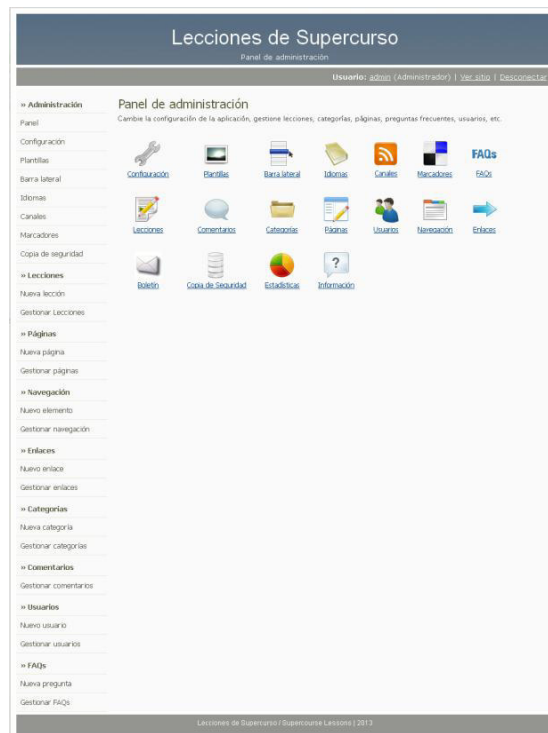 Lecciones de Supercurso
Panel de administración
Usuario: admin (Administrador) | Ver sitio | Desconectar
» Administración
Panel
Configuración
Plantillas
Barra lateral
Idiomas
Canales
Marcadores
Copia de seguridad
» Lecciones
Nueva lección
Gestionar Lecciones
» Páginas
Nueva página
Gestionar páginas
» Navegación
Nuevo elemento
Gestionar navegación
» Enlaces
Nuevo enlace
Gestionar enlaces
» Categorías
Nueva categoría
Gestionar categorías
» Comentarios
Gestionar comentarios
» Usuarios
Nuevo usuario
Gestionar usuarios
» FAQs
Nueva pregunta
Gestionar FAQs
Panel de administración
Cambie la configuración de la aplicación, gestione lecciones, categorías, páginas, preguntas frecuentes, usuarios, etc.
FAQs
Configuración Plantillas Barra lateral Idiomas Canales Marcadores FAQs
Lecciones Comentarios Categorías Páginas Usuarios Navegación Enlaces
?
Boletín Copia de Seguridad Estadísticas Información
Lecciones de Supercurso / Supercourse Lessons | 2013